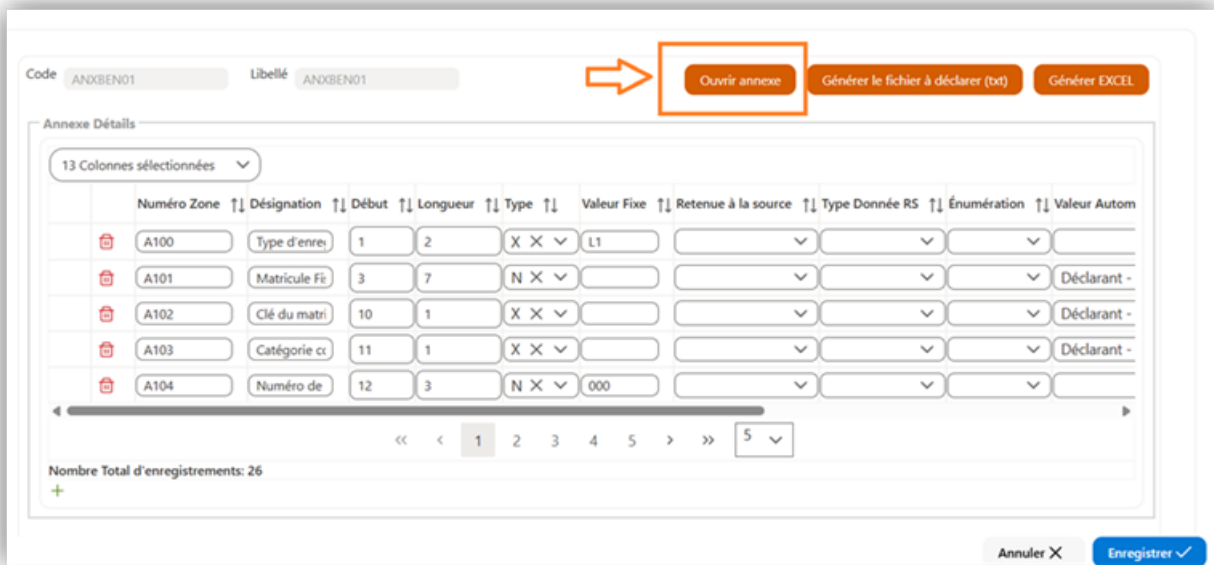 Code ANXBEN01 Libellé ANXBEN01 Ouvrir annexe Générer le fichier à déclarer (txt) Générer EXCEL
Annexe Détails
13 Colonnes sélectionnées
Numéro Zone Désignation Début Longueur Type Valeur Fixe Retenue à la source Type Donnée RS Énumération Valeur Autom
A100 Type d'enre 1 2 X L1
A101 Matricule Fi 3 7 N Déclarant -
A102 Clé du matri 10 1 X Déclarant -
A103 Catégorie co 11 1 X Déclarant -
A104 Numéro de 12 3 N 000
<< < 1 2 3 4 5 > >> 5
Nombre Total d'enregistrements: 26
+
Annuler Enregistrer